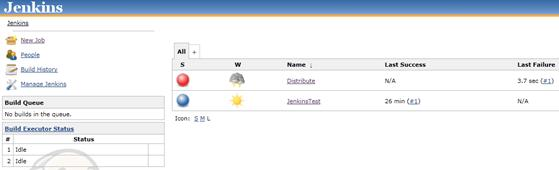 Jenkins
Jenkins
New Job
People
Build History
Manage Jenkins
Build Queue
No builds in the queue.
Build Executor Status
# Status
1 Idle
2 Idle
All +
S W Name ↓ Last Success Last Failure
Distribute N/A 3.7 sec (#1)
JenkinsTest 26 min (#1) N/A
Icon: S M L